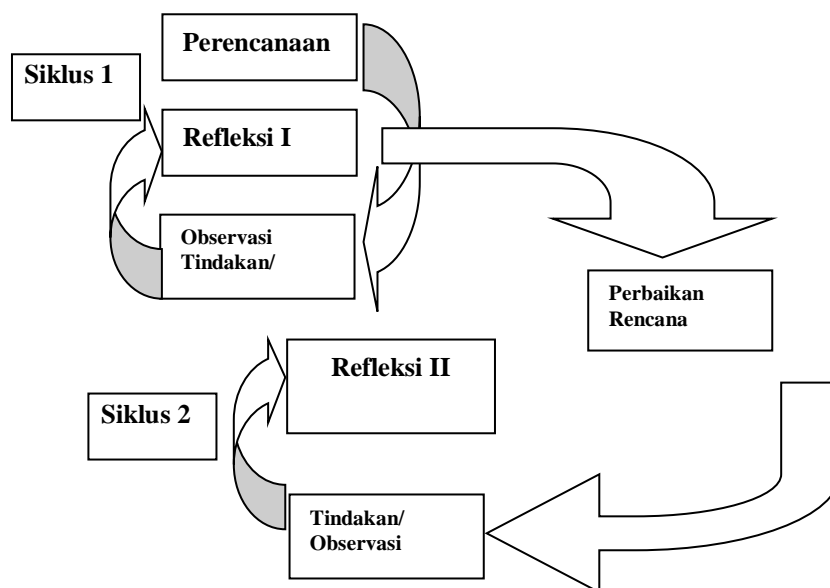 Perencanaan
Siklus 1
Refleksi I
Observasi
Tindakan/
Perbaikan
Rencana
Refleksi II
Siklus 2
Tindakan/
Observasi